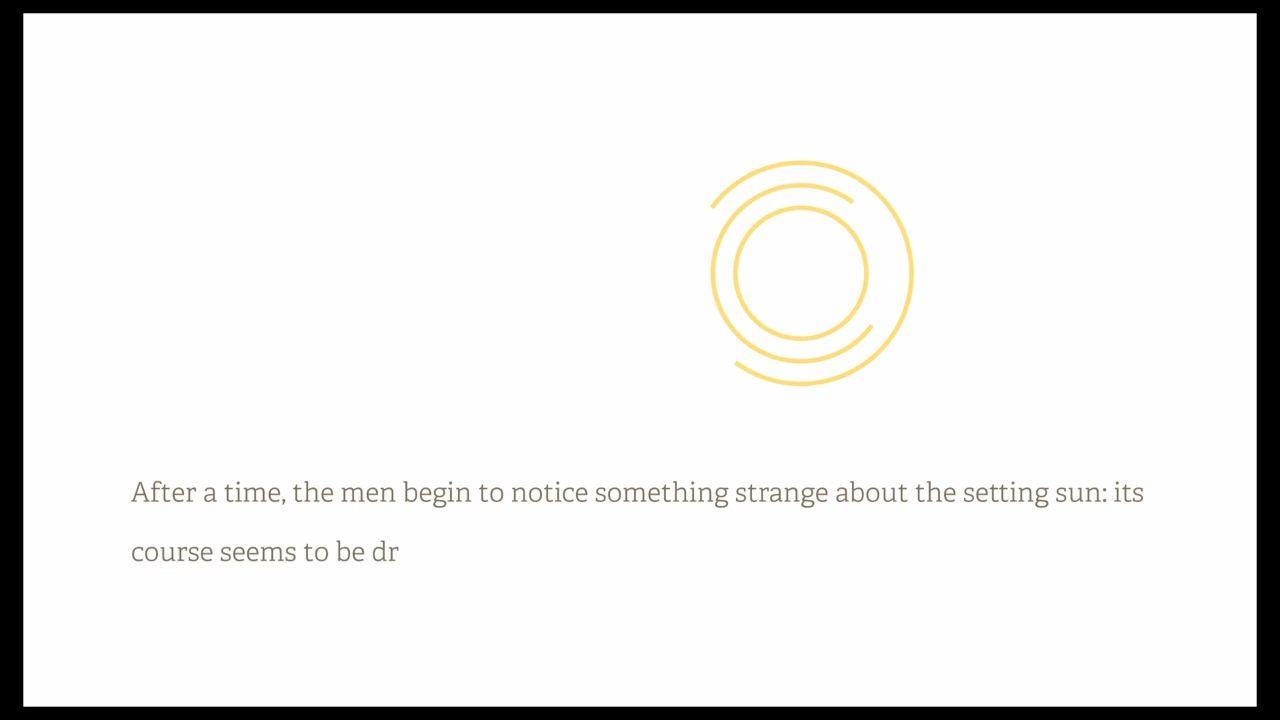 After a time, the men begin to notice something strange about the setting sun: its
course seems to be dr